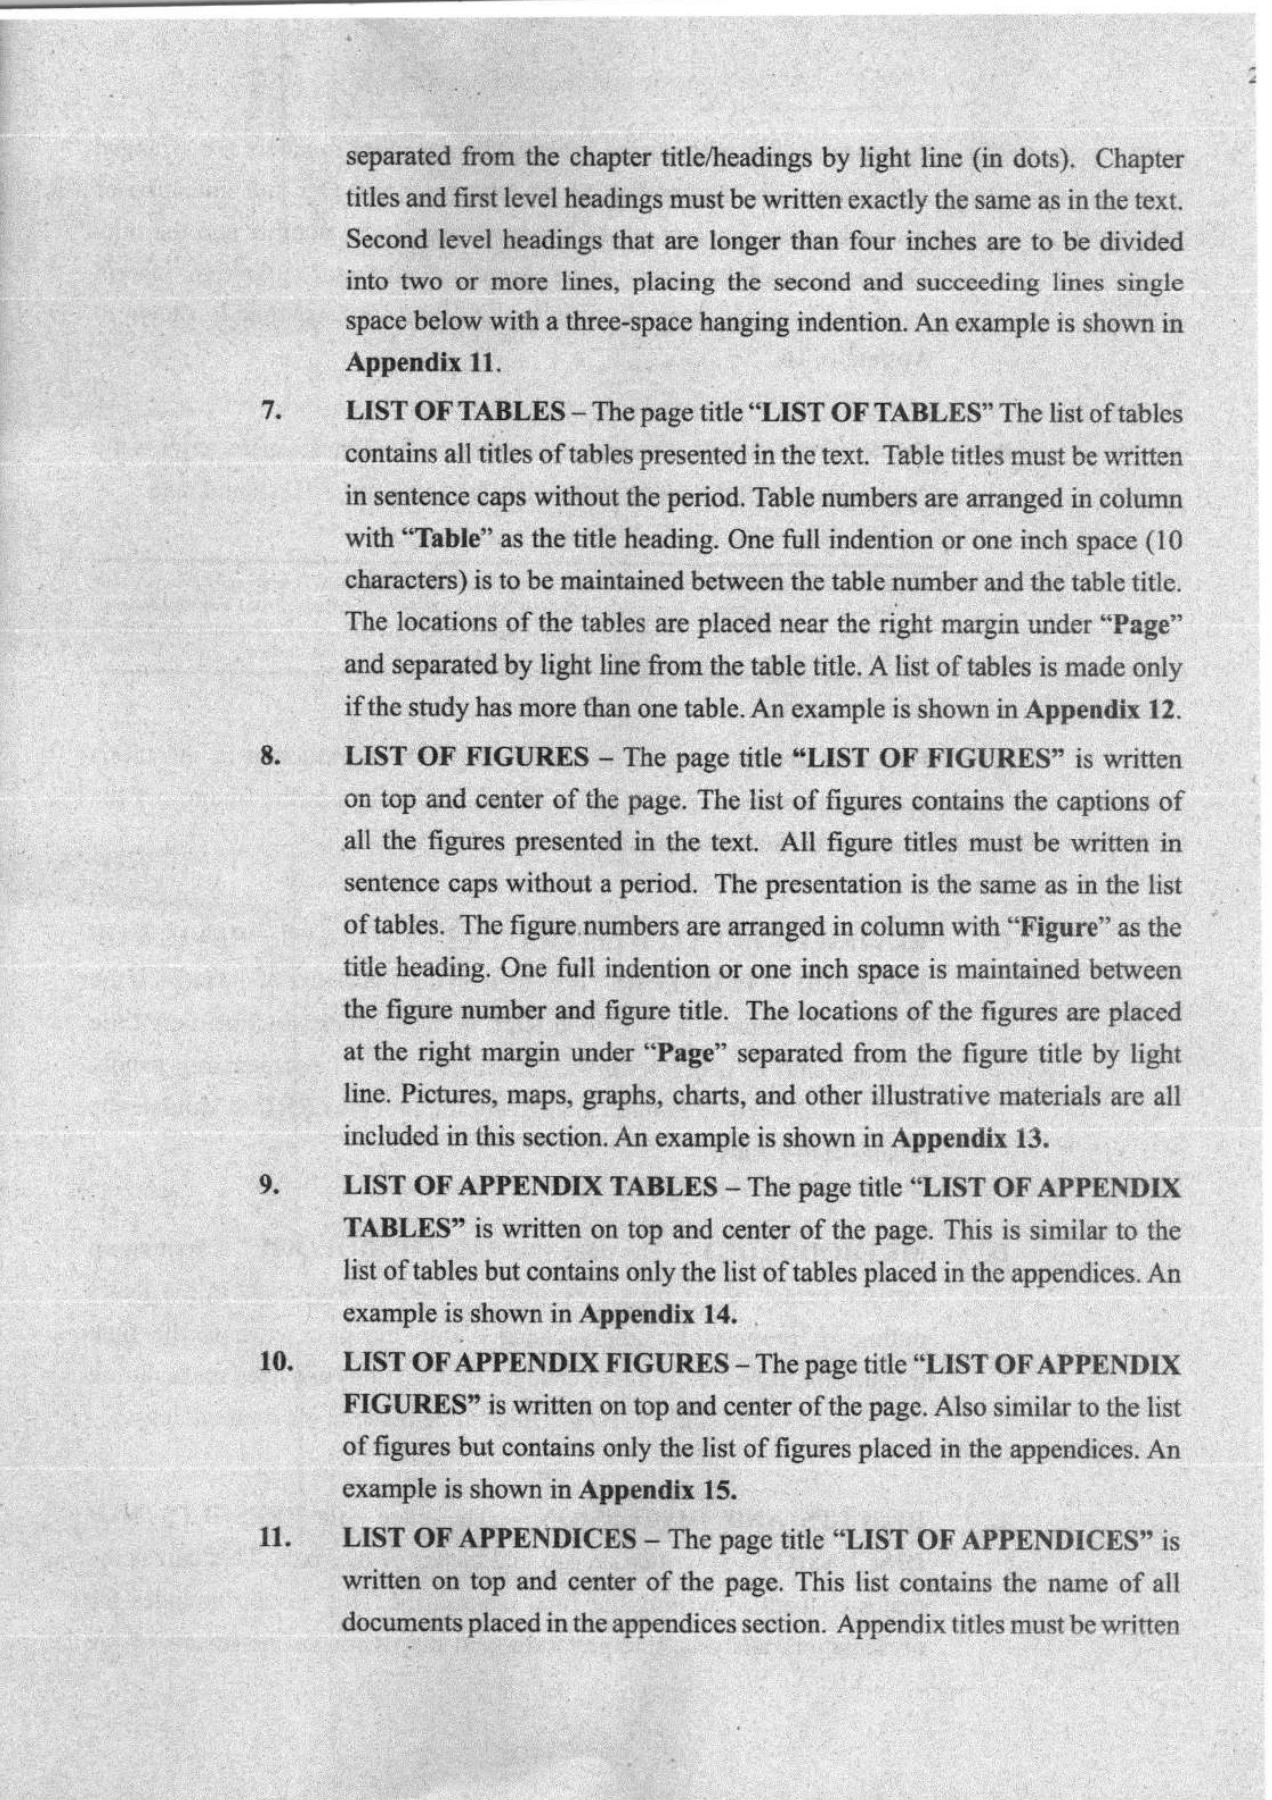 2
separated from the chapter title/headings by light line (in dots). Chapter
titles and first level headings must be written exactly the same as in the text.
Second level headings that are longer than four inches are to be divided
into two or more lines, placing the second and succeeding lines single
space below with a three-space hanging indention. An example is shown in
Appendix 11.
7. LIST OF TABLES – The page title “LIST OF TABLES” The list of tables
contains all titles of tables presented in the text. Table titles must be written
in sentence caps without the period. Table numbers are arranged in column
with “Table” as the title heading. One full indention or one inch space (10
characters) is to be maintained between the table number and the table title.
The locations of the tables are placed near the right margin under “Page”
and separated by light line from the table title. A list of tables is made only
if the study has more than one table. An example is shown in Appendix 12.
8. LIST OF FIGURES – The page title “LIST OF FIGURES” is written
on top and center of the page. The list of figures contains the captions of
all the figures presented in the text. All figure titles must be written in
sentence caps without a period. The presentation is the same as in the list
of tables. The figure numbers are arranged in column with “Figure” as the
title heading. One full indention or one inch space is maintained between
the figure number and figure title. The locations of the figures are placed
at the right margin under “Page” separated from the figure title by light
line. Pictures, maps, graphs, charts, and other illustrative materials are all
included in this section. An example is shown in Appendix 13.
9. LIST OF APPENDIX TABLES – The page title “LIST OF APPENDIX
TABLES” is written on top and center of the page. This is similar to the
list of tables but contains only the list of tables placed in the appendices. An
example is shown in Appendix 14.
10. LIST OF APPENDIX FIGURES – The page title “LIST OF APPENDIX
FIGURES” is written on top and center of the page. Also similar to the list
of figures but contains only the list of figures placed in the appendices. An
example is shown in Appendix 15.
11. LIST OF APPENDICES – The page title “LIST OF APPENDICES” is
written on top and center of the page. This list contains the name of all
documents placed in the appendices section. Appendix titles must be written